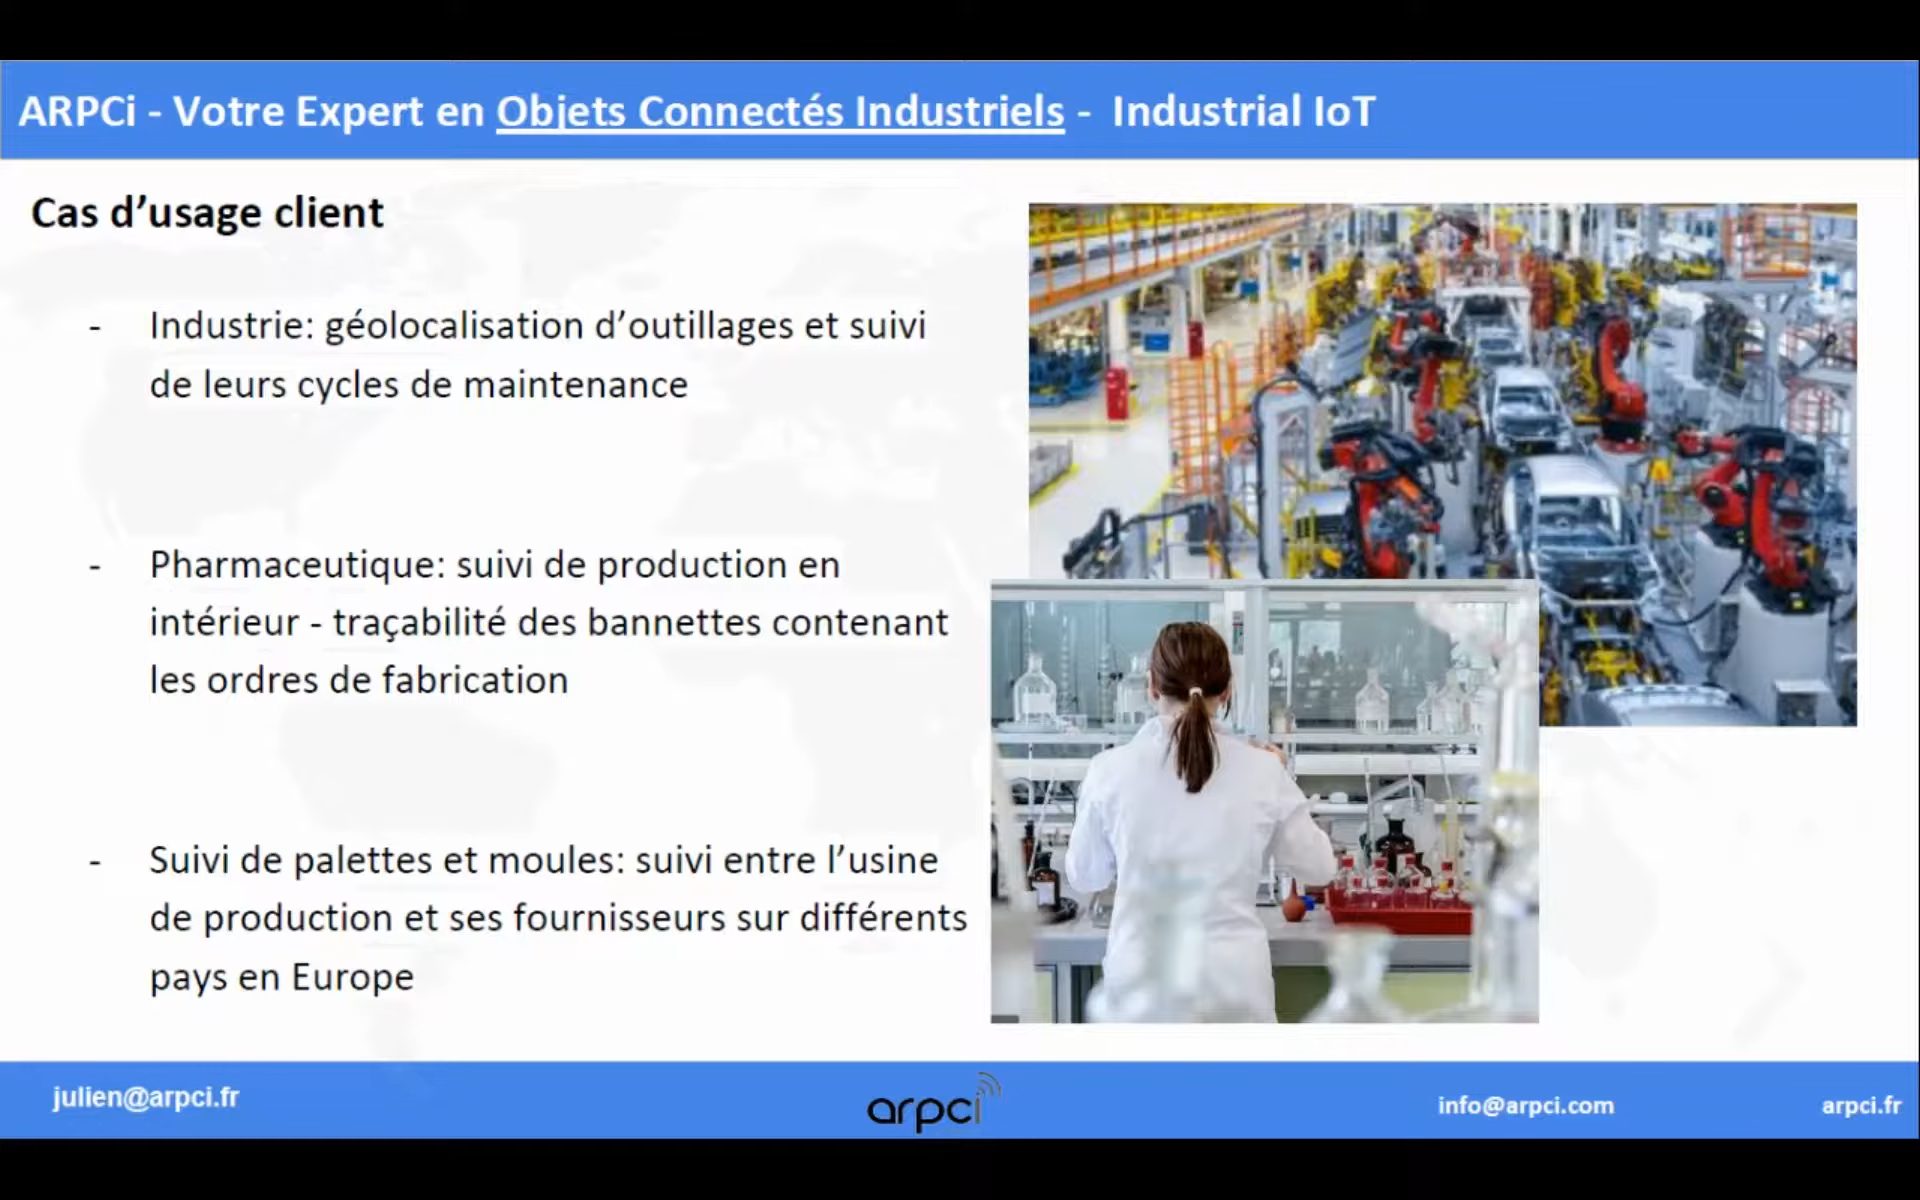 ARPCi - Votre Expert en Objets Connectés Industriels - Industrial IoT
Cas d’usage client
- Industrie: géolocalisation d’outillages et suivi
de leurs cycles de maintenance
- Pharmaceutique: suivi de production en
intérieur - traçabilité des bannettes contenant
les ordres de fabrication
- Suivi de palettes et moules: suivi entre l’usine
de production et ses fournisseurs sur différents
pays en Europe
julien@arpci.fr
arpci
info@arpci.com
arpci.fr